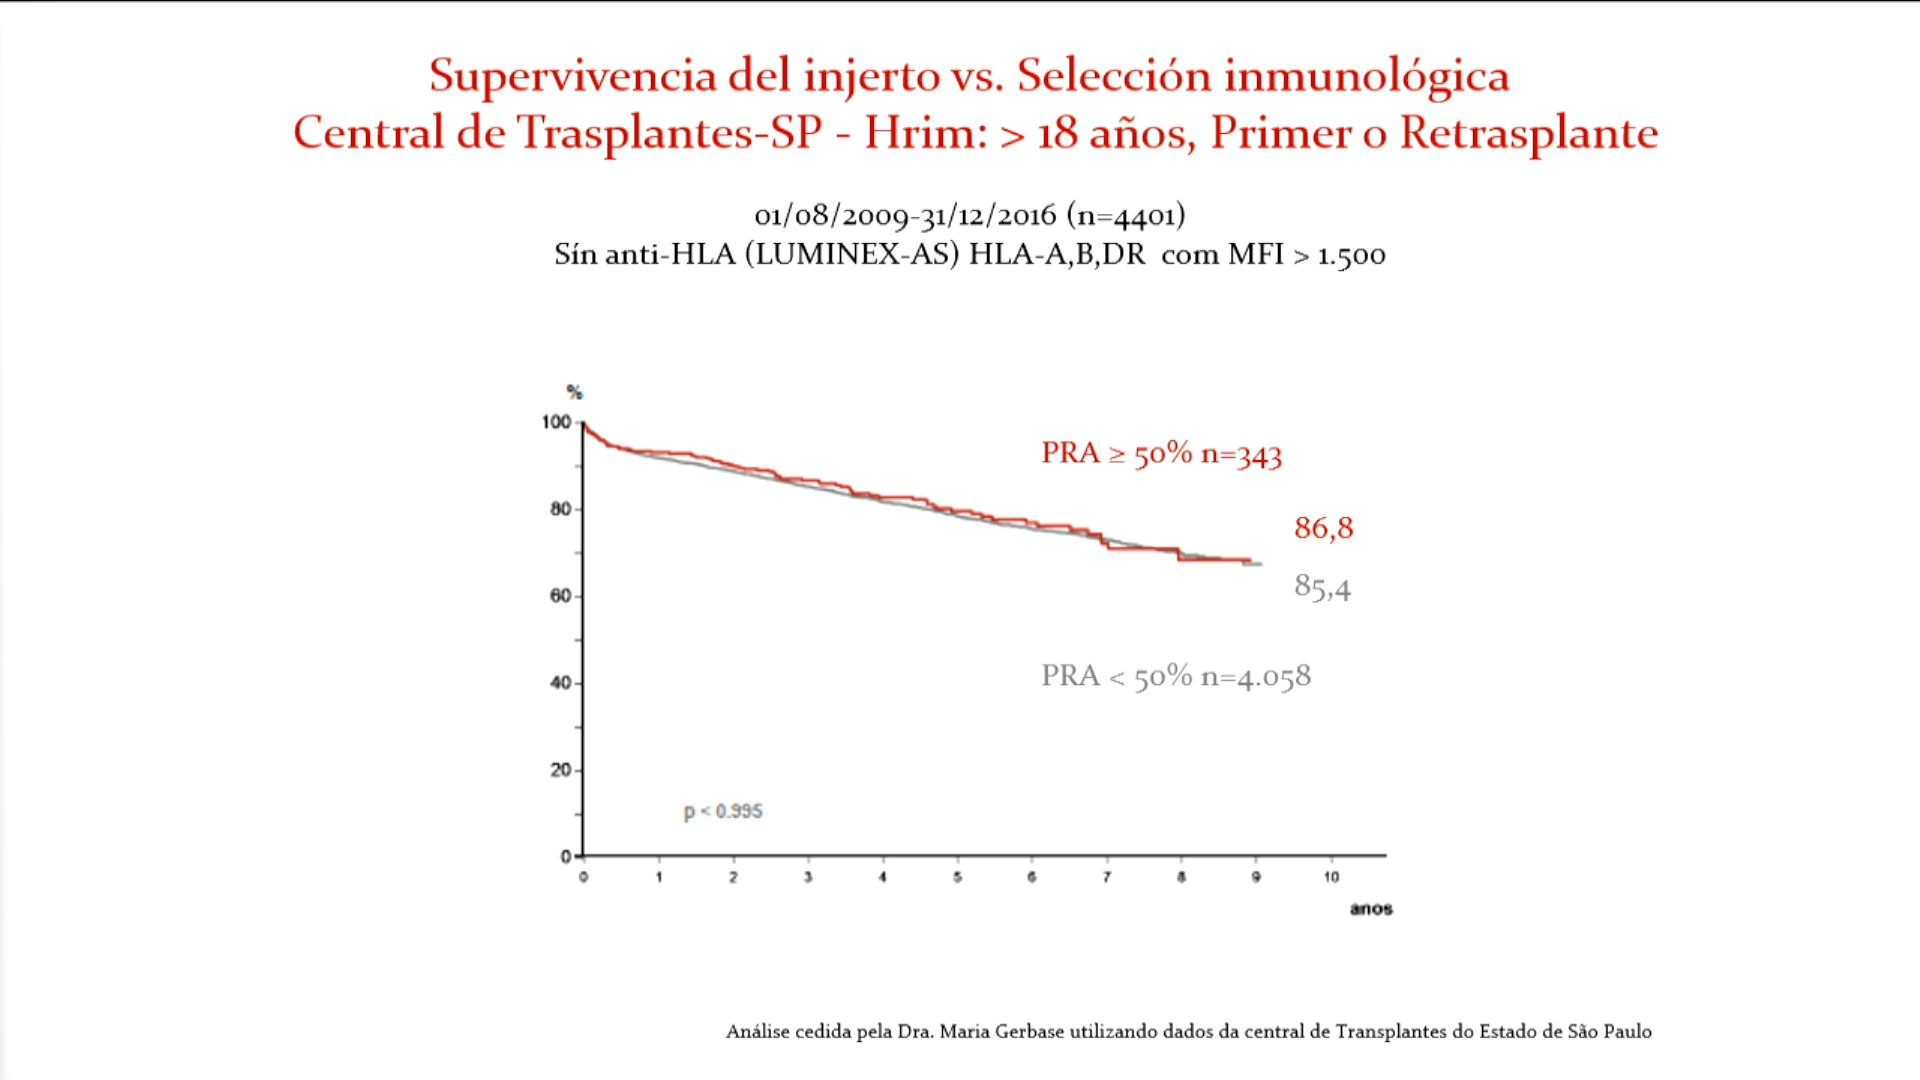 Supervivencia del injerto vs. Selección inmunológica
Central de Trasplantes-SP - Hrim: > 18 años, Primer o Retrasplante
01/08/2009-31/12/2016 (n=4401)
Sín anti-HLA (LUMINEX-AS) HLA-A,B,DR com MFI > 1.500
%
100
80
60
40
20
0
PRA ≥ 50% n=343
86,8
85,4
PRA < 50% n=4.058
p < 0.995
0 1 2 3 4 5 6 7 8 9 10
anos
Análise cedida pela Dra. Maria Gerbase utilizando dados da central de Transplantes do Estado de São Paulo